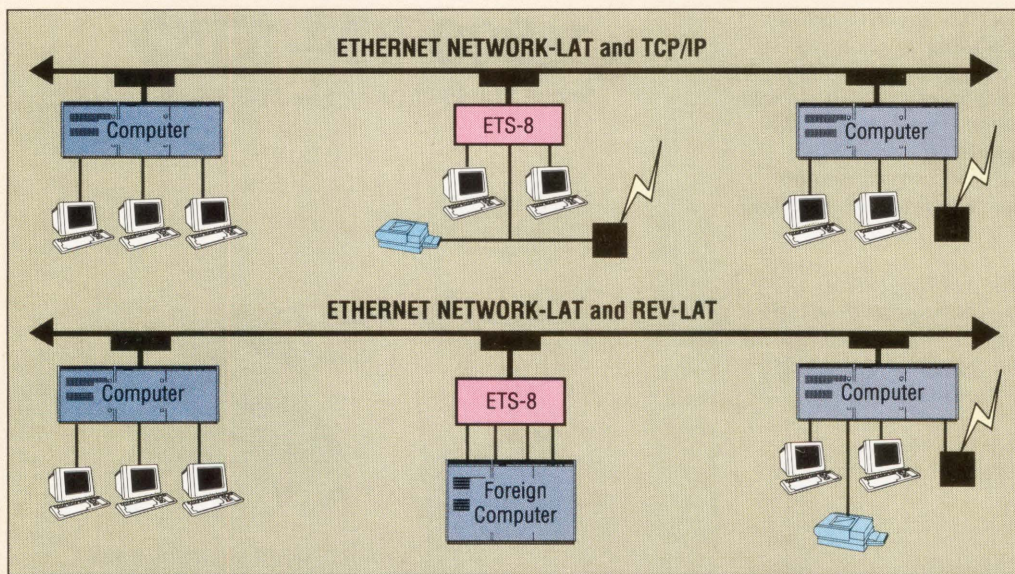 ETHERNET NETWORK-LAT and TCP/IP
Computer
ETS-8
Computer
ETHERNET NETWORK-LAT and REV-LAT
Computer
ETS-8
Computer
Foreign
Computer